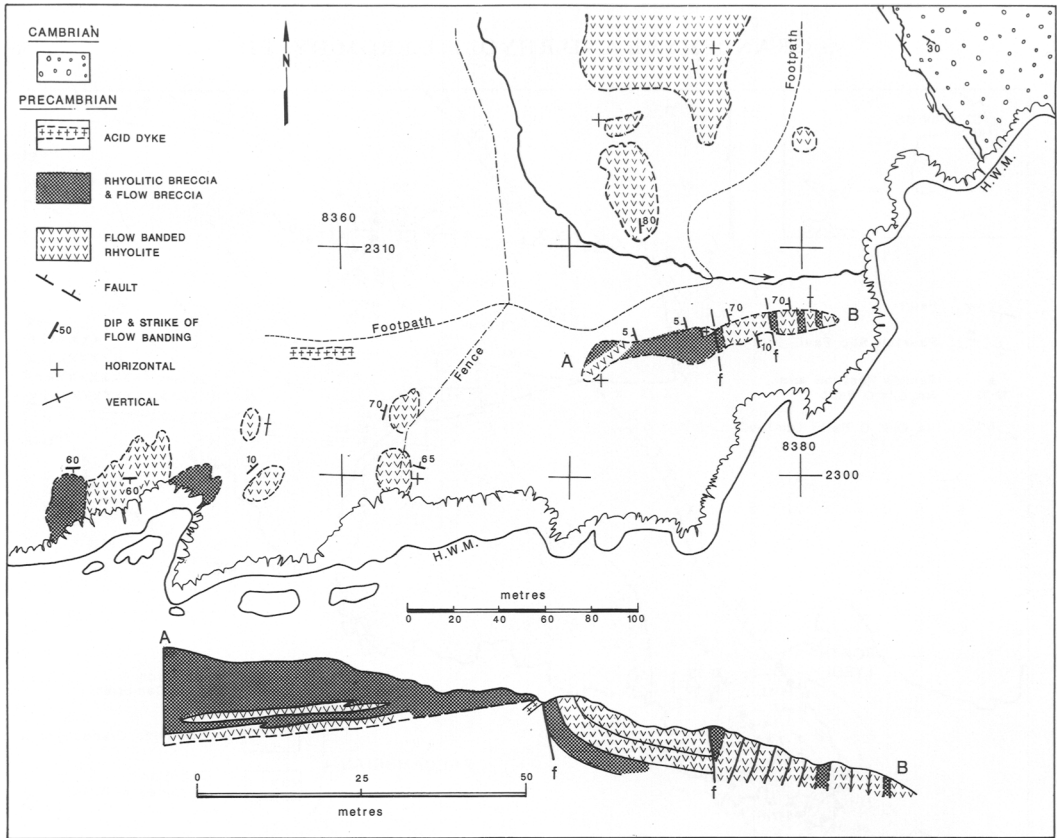 CAMBRIAN
PRECAMBRIAN
ACID DYKE
RHYOLITIC BRECCIA
& FLOW BRECCIA
FLOW BANDED
RHYOLITE
FAULT
50
DIP & STRIKE OF
FLOW BANDING
HORIZONTAL
VERTICAL
N
Footpath
30
H.W.M.
80
8360
2310
Footpath
Fence
5
5
70
70
10
A
B
f
f
70
65
10
60
60
8380
2300
H.W.M.
metres
0 20 40 60 80 100
A
B
f
f
0 25 50
metres